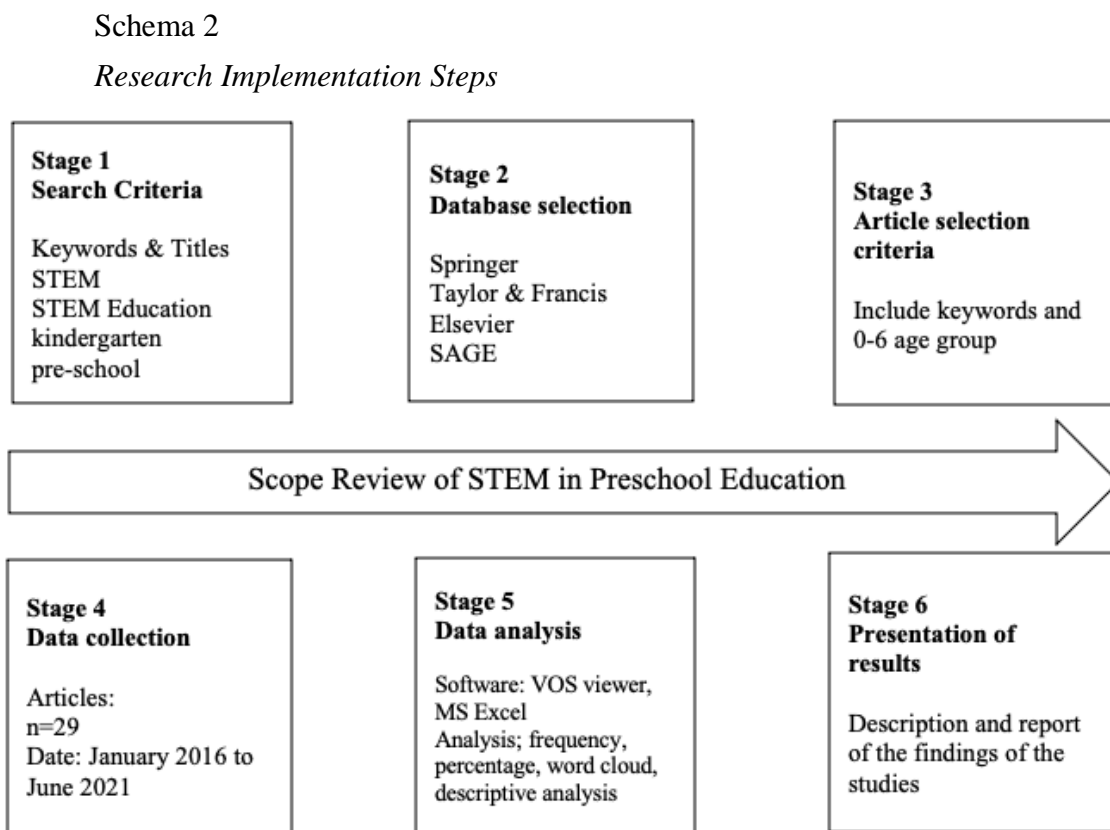 Schema 2
Research Implementation Steps
Stage 1
Search Criteria
Keywords & Titles
STEM
STEM Education
kindergarten
pre-school
Stage 2
Database selection
Springer
Taylor & Francis
Elsevier
SAGE
Stage 3
Article selection
criteria
Include keywords and
0-6 age group
Scope Review of STEM in Preschool Education
Stage 4
Data collection
Articles:
n=29
Date: January 2016 to
June 2021
Stage 5
Data analysis
Software: VOS viewer,
MS Excel
Analysis; frequency,
percentage, word cloud,
descriptive analysis
Stage 6
Presentation of
results
Description and report
of the findings of the
studies